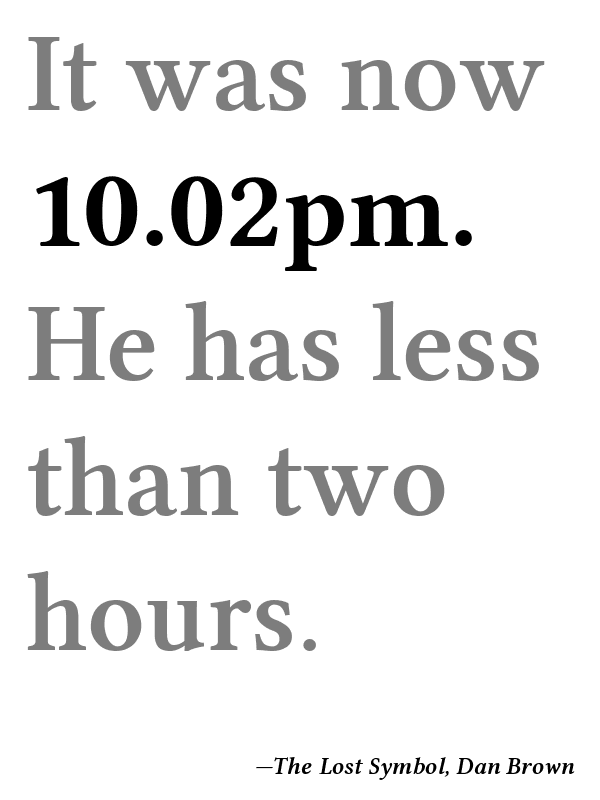 It was now
10.02pm.
He has less
than two
hours.
—The Lost Symbol, Dan Brown